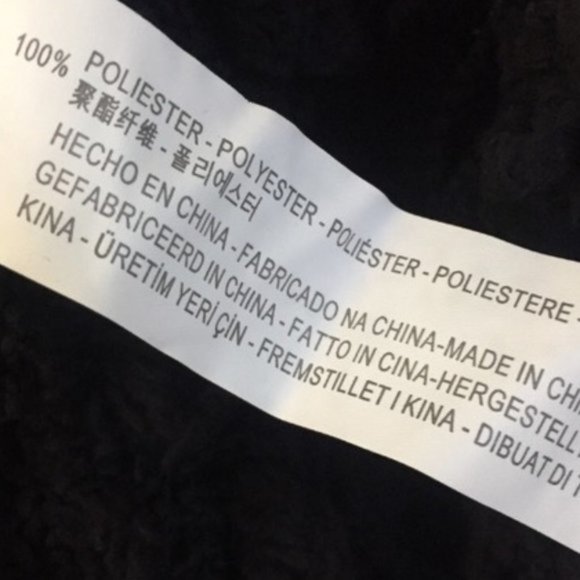 100% POLIESTER - POLYESTER - POLIÉSTER - POLIESTERE -
聚酯纤维 - 폴리에스터
HECHO EN CHINA - FABRICADO NA CHINA-MADE IN
GEFABRICEERD IN CHINA - FATTO IN CINA-HERGESTELLT
KINA - ÜRETİM YERİ ÇİN - FREMSTILLET I KINA - DIBUAT DI